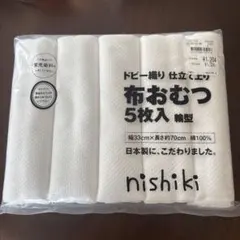 ドビー織り 仕立て上り
布おむつ
5枚入 輪型
幅33cm×長さ約70cm・綿100%
日本製に、こだわりました。
nishiki